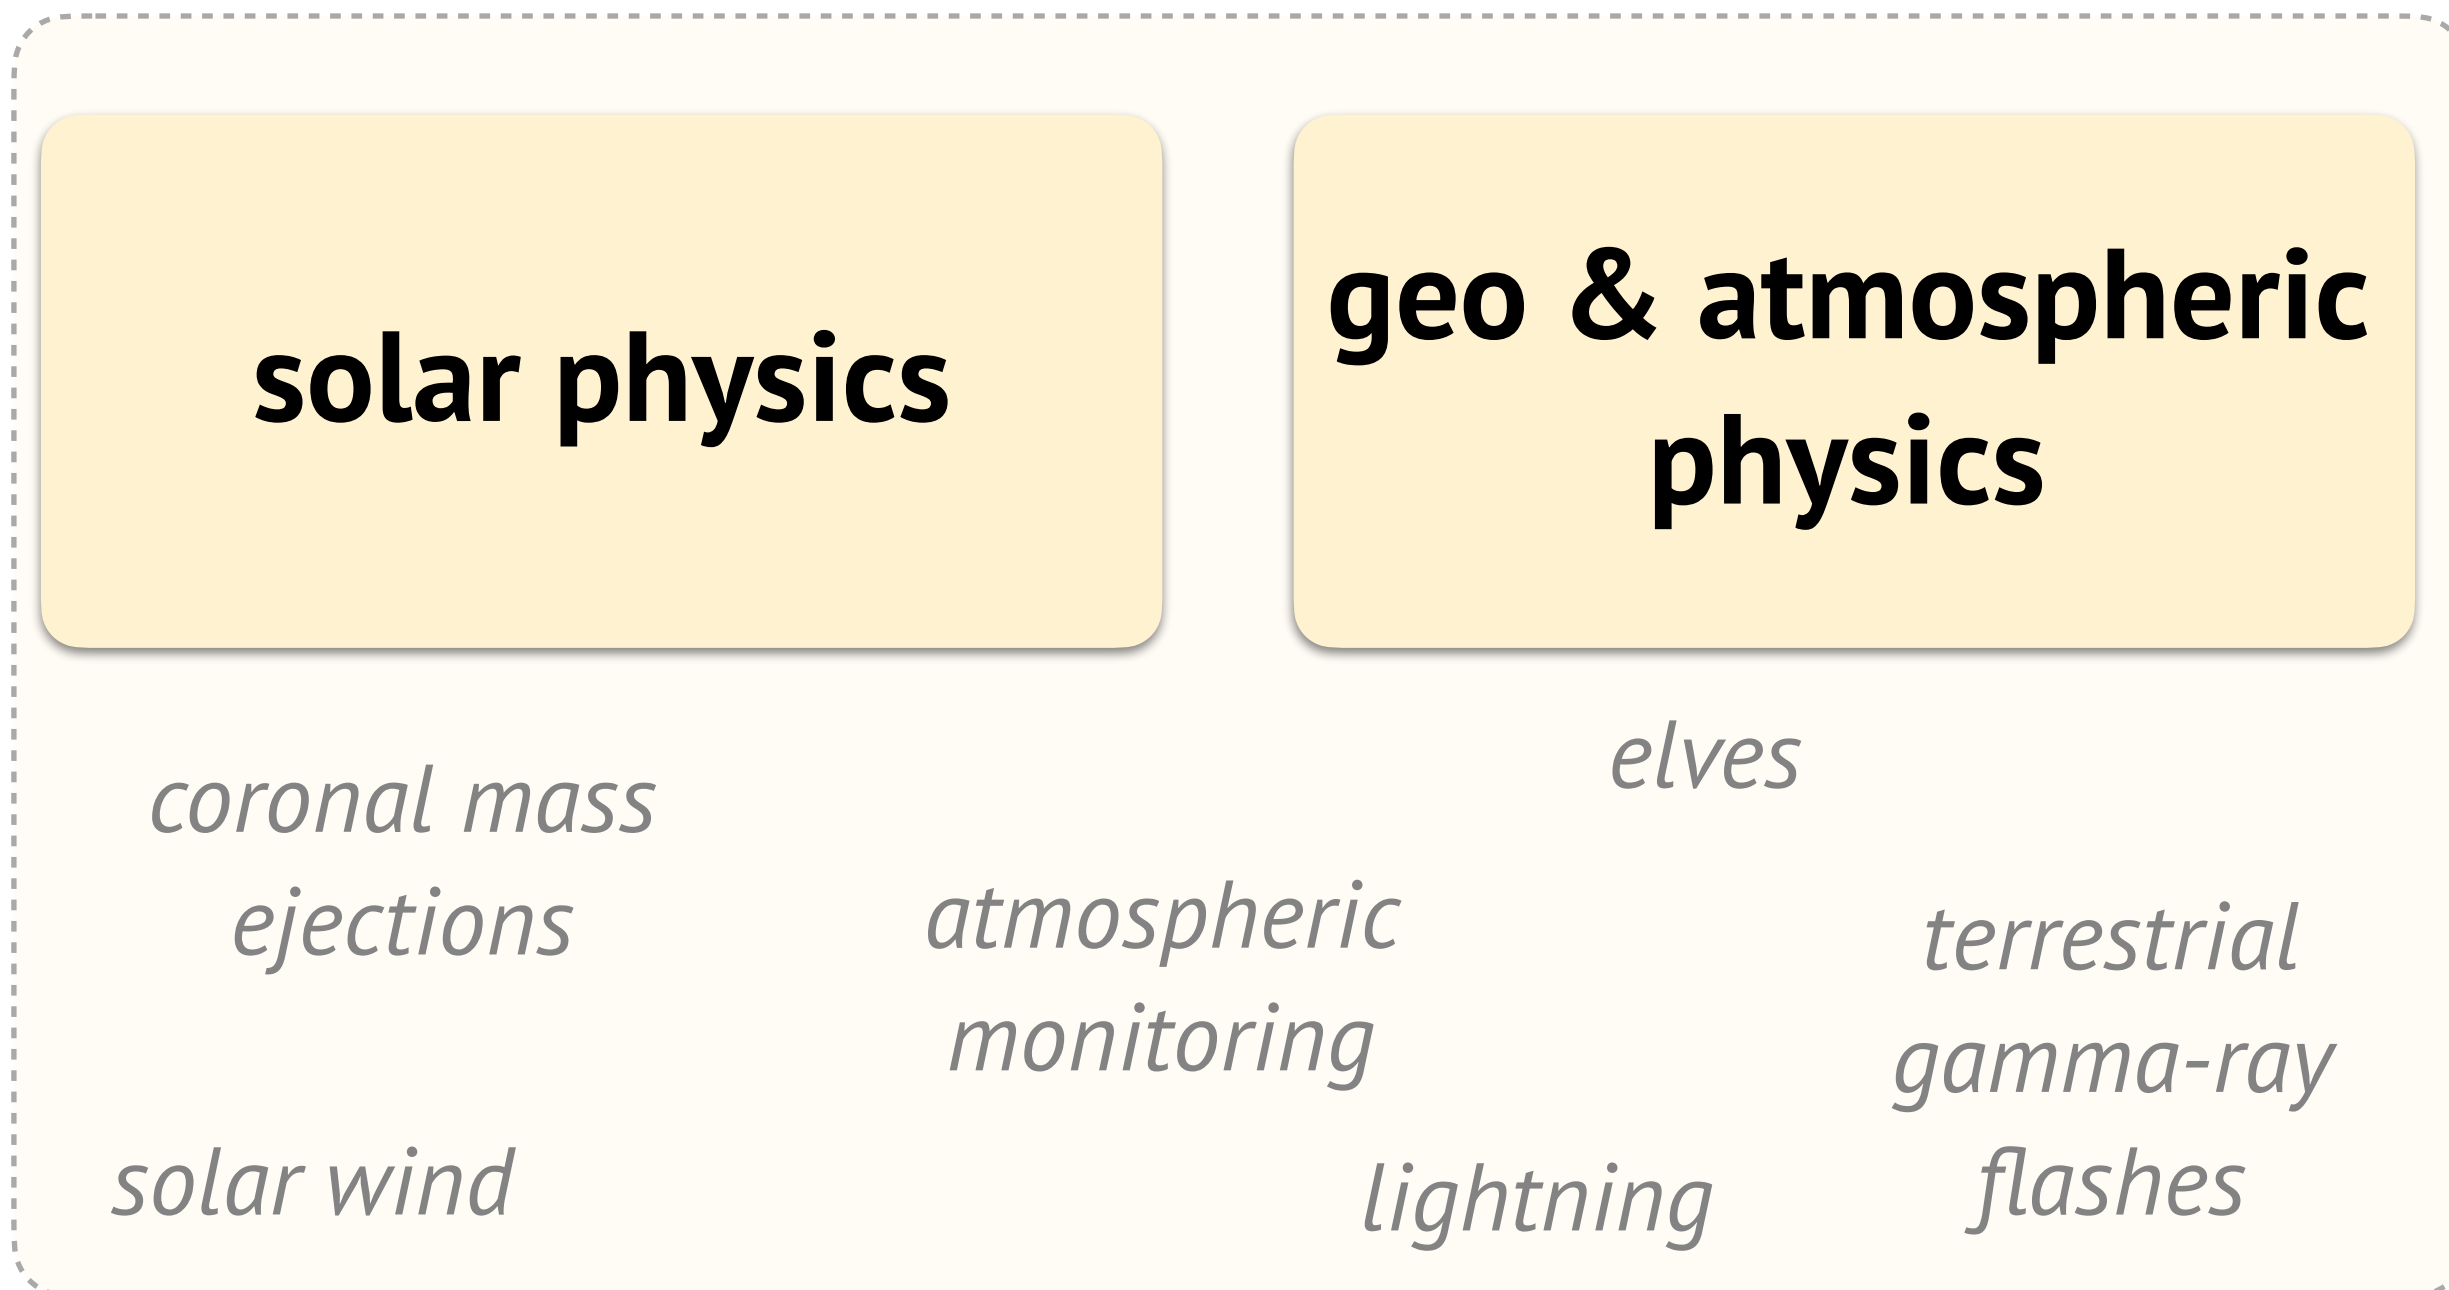 solar physics
geo & atmospheric
physics
elves
coronal mass
ejections
atmospheric
monitoring
terrestrial
gamma-ray
flashes
solar wind
lightning